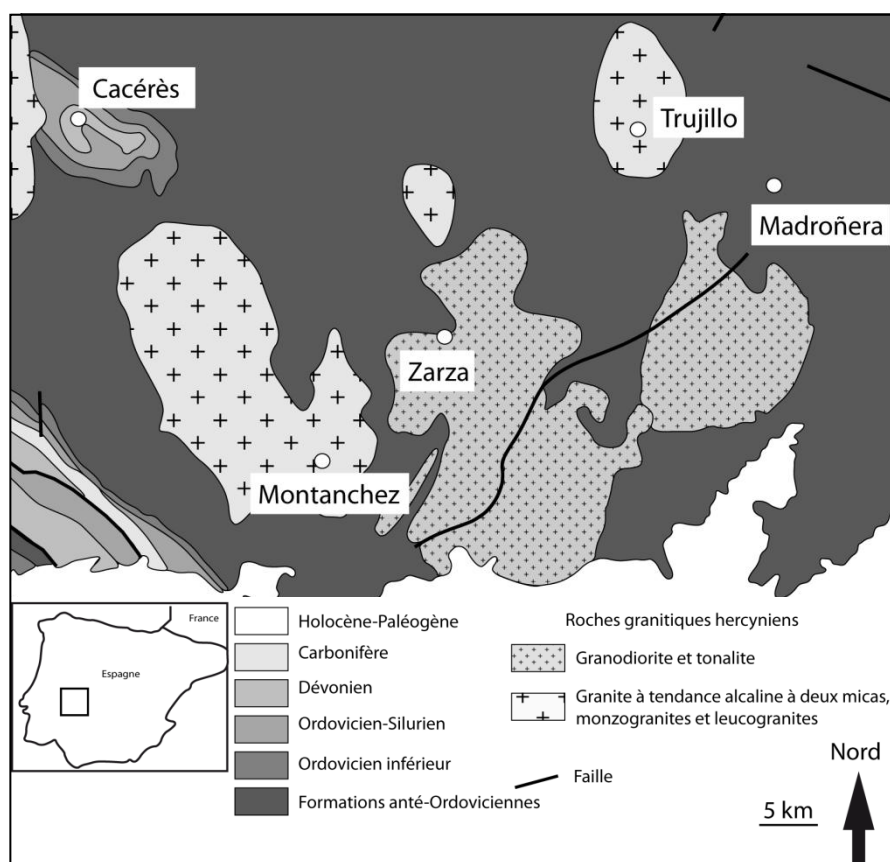 Cacérès
Trujillo
Madroñera
Zarza
Montanchez
France
Espagne
Holocène-Paléogène
Carbonifère
Dévonien
Ordovicien-Silurien
Ordovicien inférieur
Formations anté-Ordoviciennes
Roches granitiques hercyniens
Granodiorite et tonalite
Granite à tendance alcaline à deux micas,
monzogranites et leucogranites
Faille
Nord
5 km